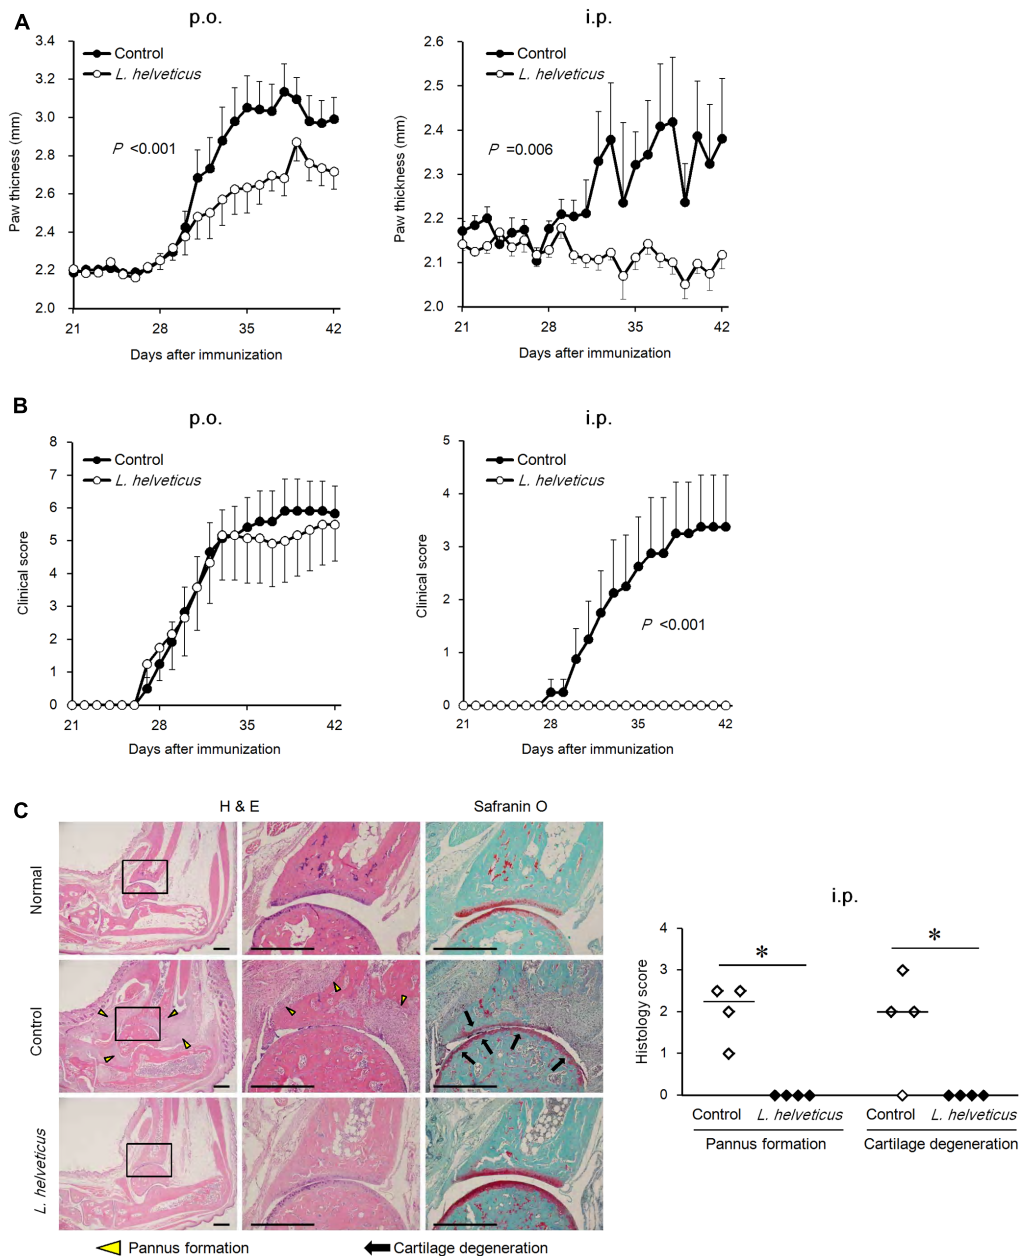 A
p.o.
i.p.
3.4
3.2
3.0
2.8
2.6
2.4
2.2
2.0
Paw thicness (mm)
Control
L. helveticus
P <0.001
21
28
35
42
Days after immunization
2.6
2.5
2.4
2.3
2.2
2.1
2.0
Paw thickness (mm)
Control
L. helveticus
P =0.006
21
28
35
42
Days after immunization
B
p.o.
i.p.
8
7
6
5
4
3
2
1
0
Clinical score
Control
L. helveticus
21
28
35
42
Days after immunization
5
4
3
2
1
0
Clinical score
Control
L. helveticus
P <0.001
21
28
35
42
Days after immunization
C
H & E
Safranin O
Normal
Control
L. helveticus
Pannus formation
Cartilage degeneration
i.p.
4
3
2
1
0
Histology score
*
*
Control
L. helveticus
Control
L. helveticus
Pannus formation
Cartilage degeneration